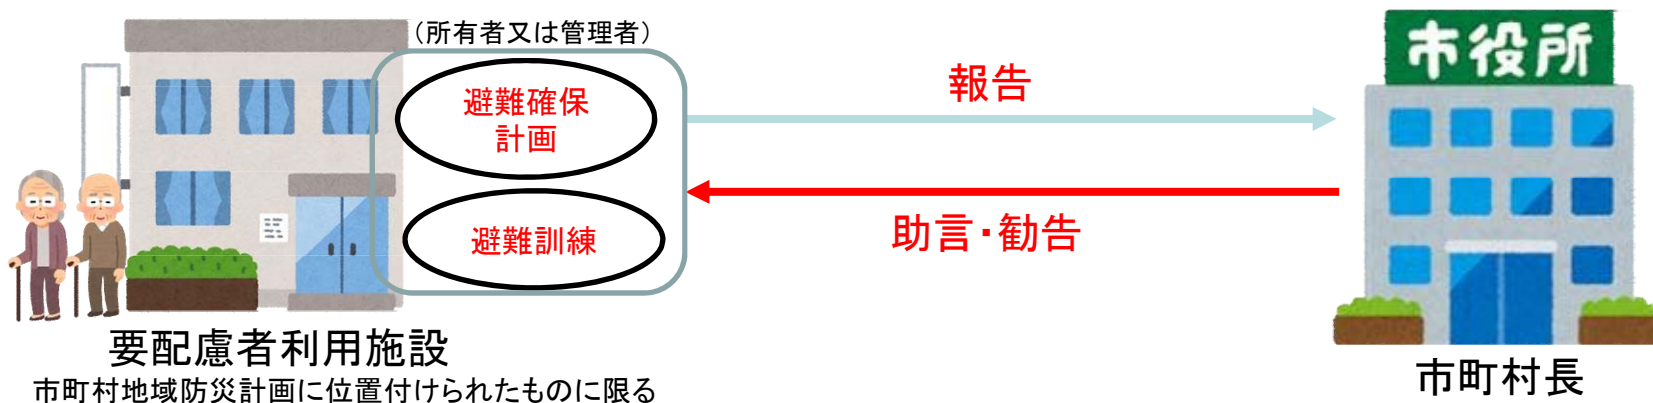 (所有者又は管理者)
避難確保
計画
避難訓練
報告
助言・勧告
市役所
要配慮者利用施設
市町村地域防災計画に位置付けられたものに限る
市町村長